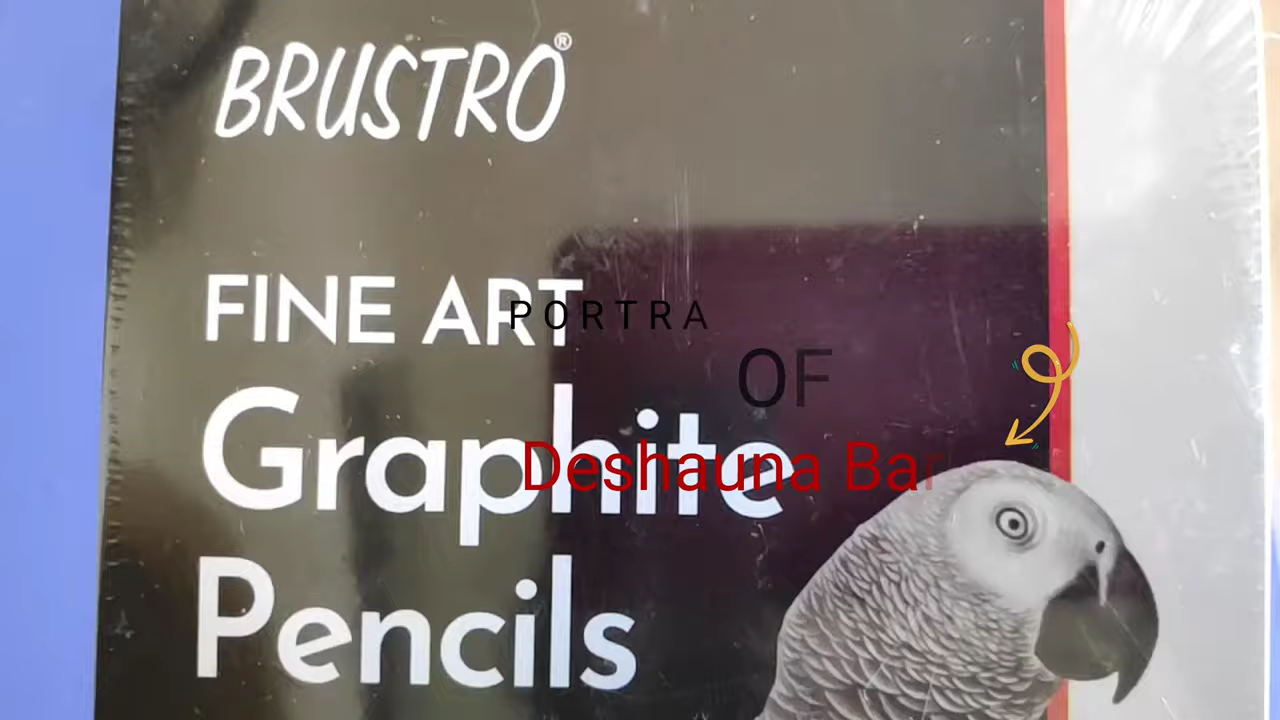 BRUSTRO®
FINE ART
PORTRA
OF
Graphite
Deshauna Bar
Pencils